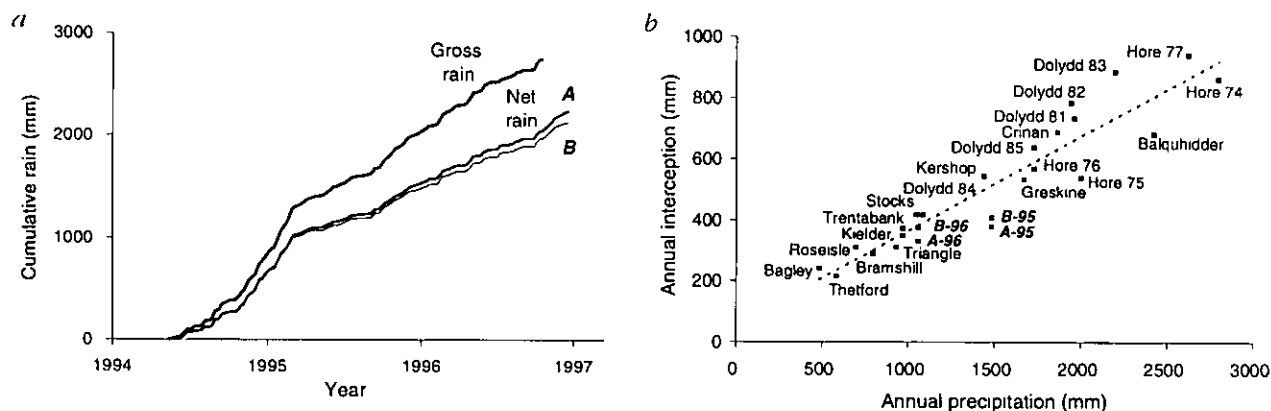 a
3000
2000
1000
0
Cumulative rain (mm)
Gross
rain
Net
rain
A
B
1994
1995
1996
1997
Year
b
1000
800
600
400
200
0
Annual interception (mm)
Hore 77
Dolydd 83
Hore 74
Dolydd 82
Dolydd 81
Crinan
Balquhidder
Dolydd 85
Kershop
Hore 76
Dolydd 84
Hore 75
Greskine
Stocks
Trentabank
B-96
B-95
Kielder
A-96
A-95
Roseisle
Triangle
Bagley
Bramshill
Thetford
0
500
1000
1500
2000
2500
3000
Annual precipitation (mm)